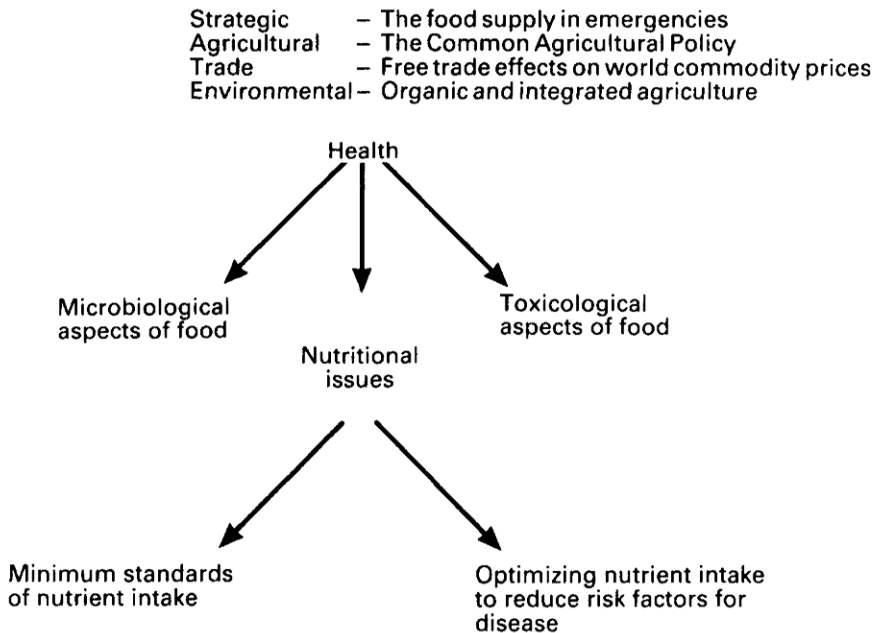 Strategic – The food supply in emergencies
Agricultural – The Common Agricultural Policy
Trade – Free trade effects on world commodity prices
Environmental – Organic and integrated agriculture
Health
Microbiological
aspects of food
Toxicological
aspects of food
Nutritional
issues
Minimum standards
of nutrient intake
Optimizing nutrient intake
to reduce risk factors for
disease